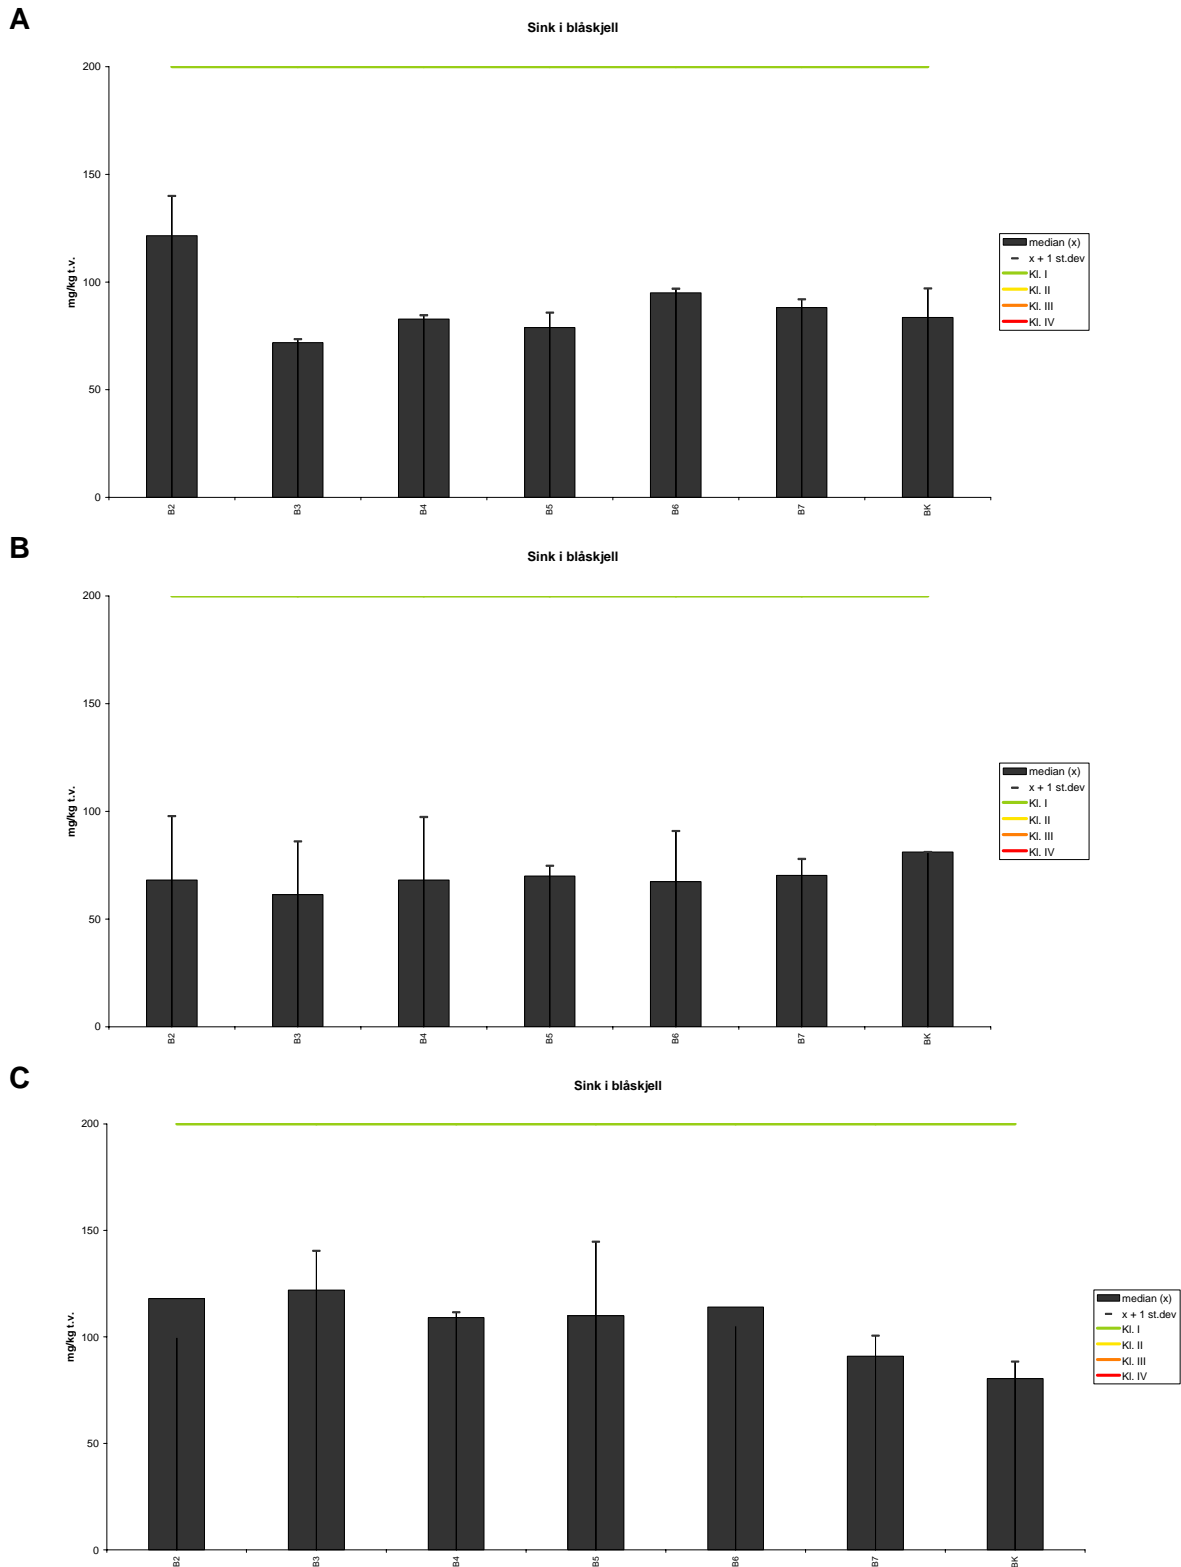 A
Sink i blåskjell
200
150
100
50
0
mg/kg t.v.
B2 B3 B4 B5 B6 B7 BK
median (x)
x + 1 st.dev
Kl. I
Kl. II
Kl. III
Kl. IV
B
Sink i blåskjell
200
150
100
50
0
mg/kg t.v.
B2 B3 B4 B5 B6 B7 BK
median (x)
x + 1 st.dev
Kl. I
Kl. II
Kl. III
Kl. IV
C
Sink i blåskjell
200
150
100
50
0
mg/kg t.v.
B2 B3 B4 B5 B6 B7 BK
median (x)
x + 1 st.dev
Kl. I
Kl. II
Kl. III
Kl. IV